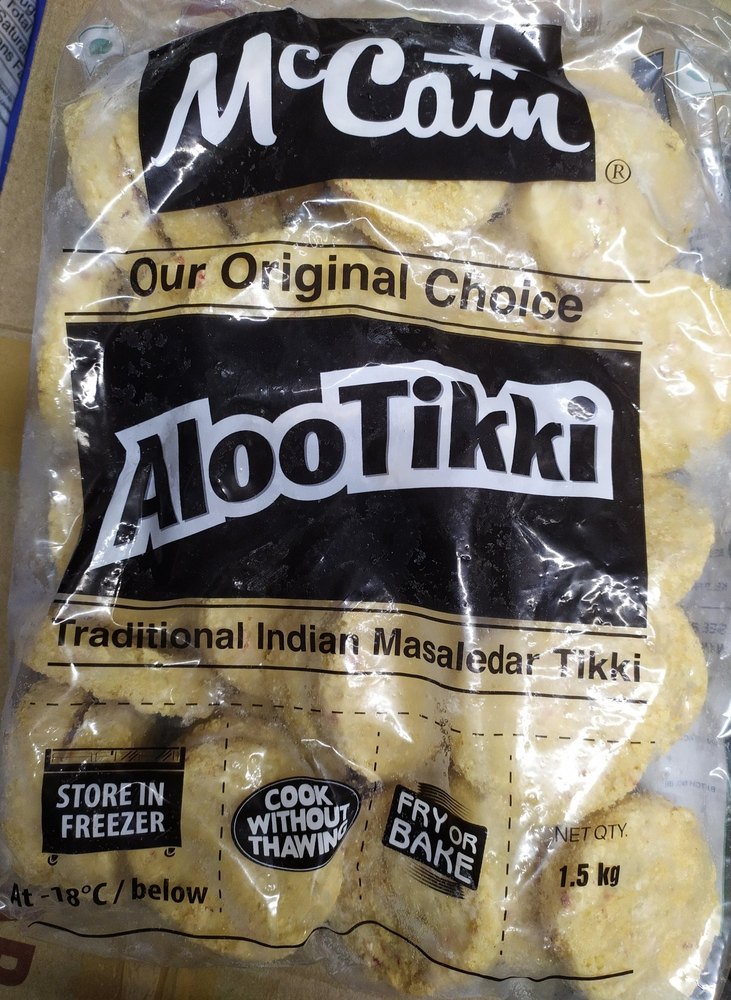 McCain
®
Our Original Choice
AlooTikki
Traditional Indian Masaledar Tikki
STORE IN
FREEZER
At -18°C / below
COOK
WITHOUT
THAWING
FRY OR
BAKE
NET QTY.
1.5 kg